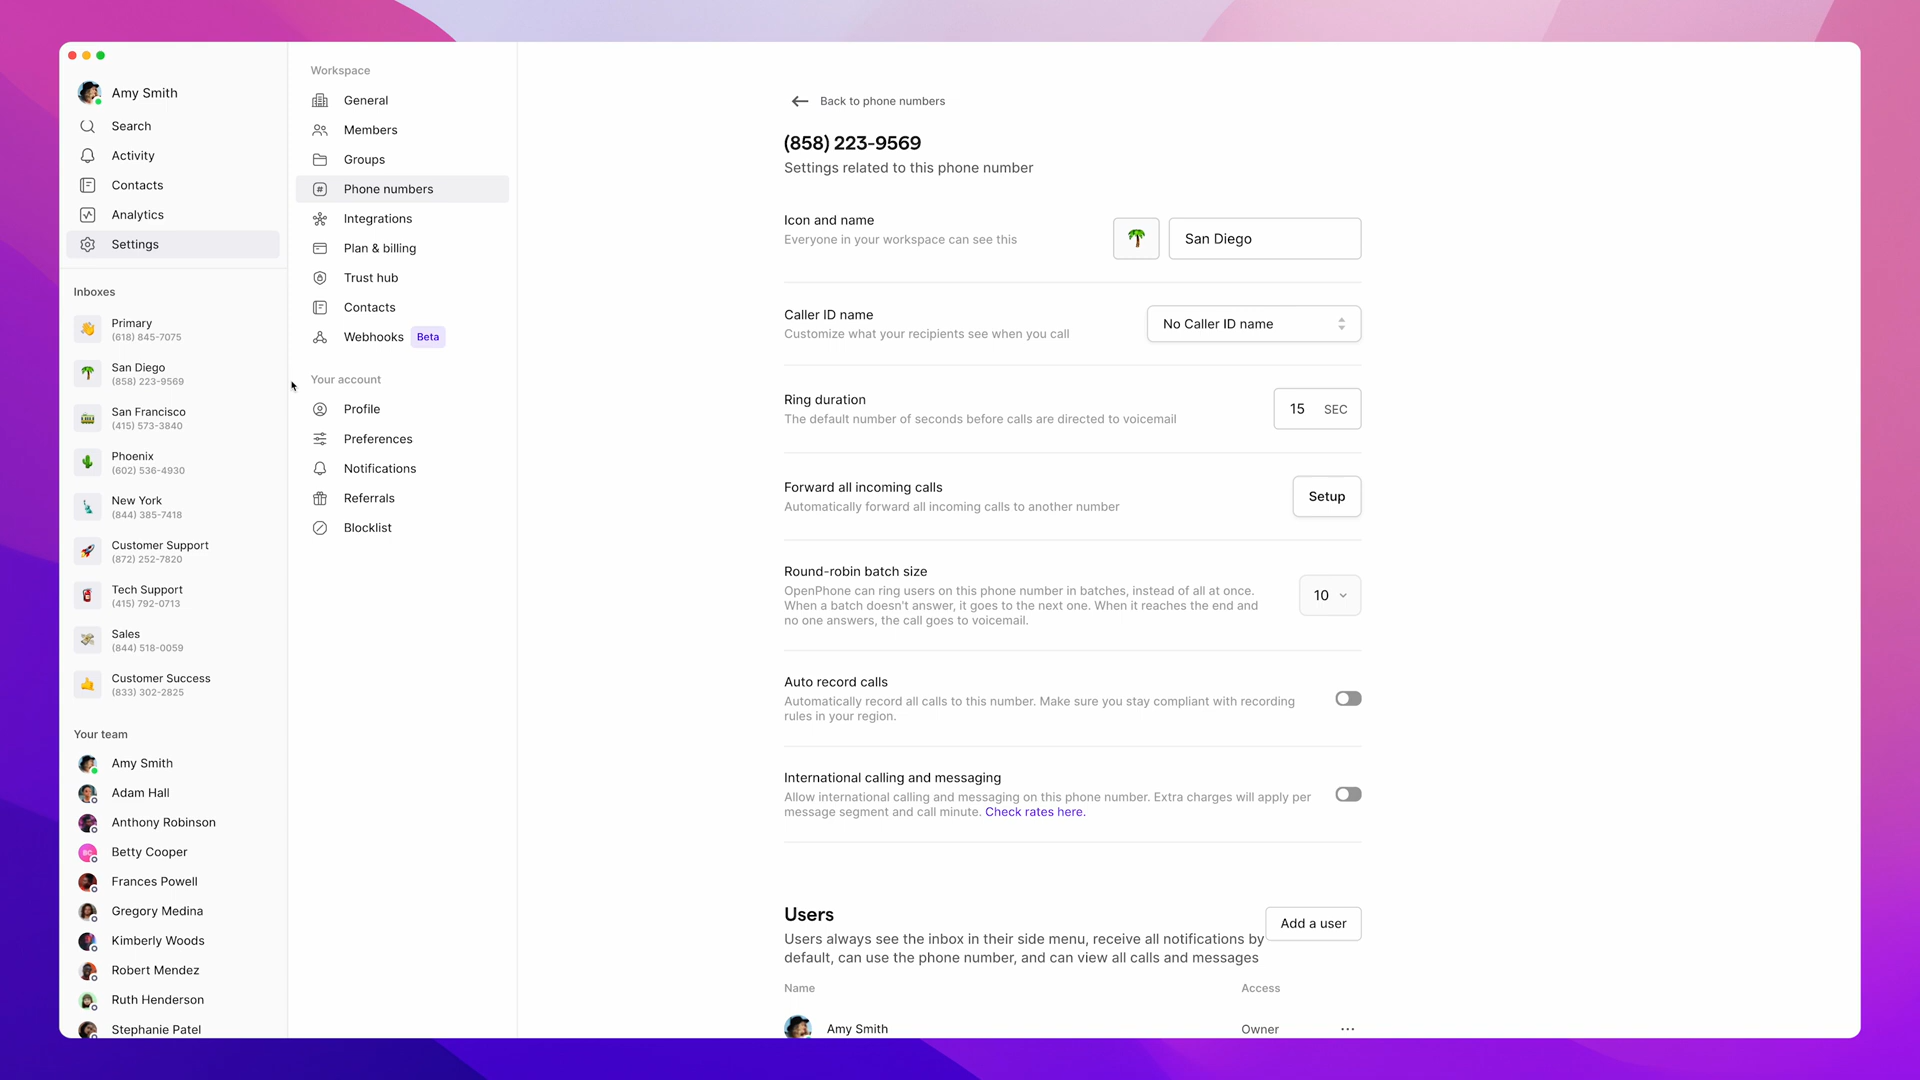 Amy Smith
Search
Activity
Contacts
Analytics
Settings
Inboxes
Primary
(618) 845-7075
San Diego
(858) 223-9569
San Francisco
(415) 573-3840
Phoenix
(602) 536-4930
New York
(844) 385-7418
Customer Support
(872) 252-7820
Tech Support
(415) 792-0713
Sales
(844) 518-0059
Customer Success
(833) 302-2825
Your team
Amy Smith
Adam Hall
Anthony Robinson
BC
Betty Cooper
Frances Powell
Gregory Medina
Kimberly Woods
Robert Mendez
Ruth Henderson
Stephanie Patel
Workspace
General
Members
Groups
Phone numbers
Integrations
Plan & billing
Trust hub
Contacts
Webhooks Beta
Your account
Profile
Preferences
Notifications
Referrals
Blocklist
Back to phone numbers
(858) 223-9569
Settings related to this phone number
Icon and name
Everyone in your workspace can see this
San Diego
Caller ID name
Customize what your recipients see when you call
No Caller ID name
Ring duration
The default number of seconds before calls are directed to voicemail
15 SEC
Forward all incoming calls
Automatically forward all incoming calls to another number
Setup
Round-robin batch size
OpenPhone can ring users on this phone number in batches, instead of all at once.
When a batch doesn't answer, it goes to the next one. When it reaches the end and
no one answers, the call goes to voicemail.
10
Auto record calls
Automatically record all calls to this number. Make sure you stay compliant with recording
rules in your region.
International calling and messaging
Allow international calling and messaging on this phone number. Extra charges will apply per
message segment and call minute. Check rates here.
Users
Users always see the inbox in their side menu, receive all notifications by
default, can use the phone number, and can view all calls and messages
Add a user
Name Access
Amy Smith Owner